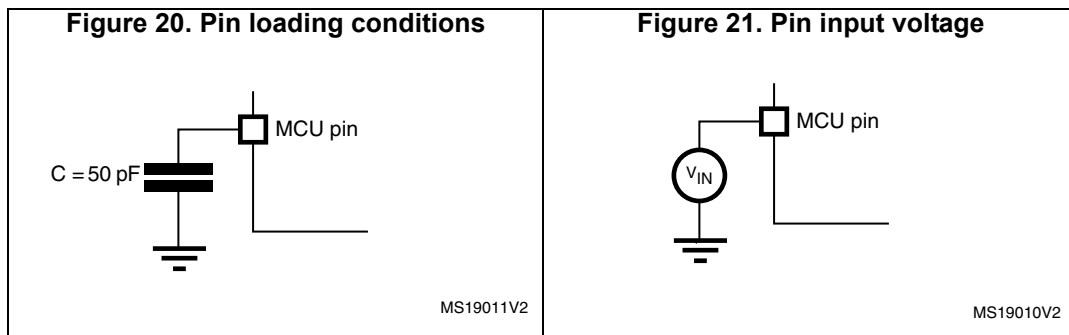 Figure 20. Pin loading conditions
MCU pin
C = 50 pF
MS19011V2
Figure 21. Pin input voltage
MCU pin
VIN
MS19010V2